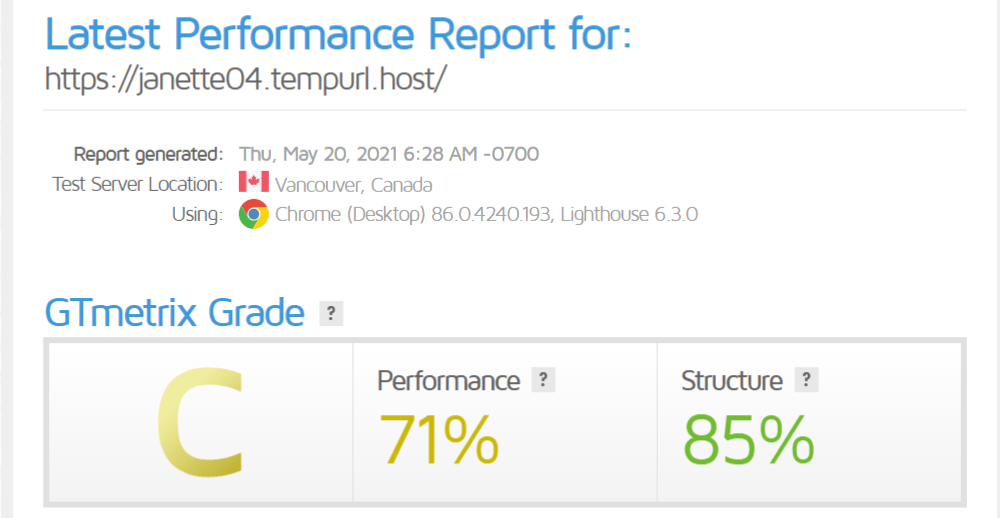 Latest Performance Report for:
https://janette04.tempurl.host/
Report generated: Thu, May 20, 2021 6:28 AM -0700
Test Server Location: Vancouver, Canada
Using: Chrome (Desktop) 86.0.4240.193, Lighthouse 6.3.0
GTmetrix Grade ?
C
Performance ?
71%
Structure ?
85%